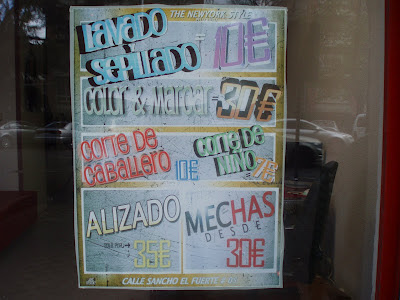 THE NEWYORK STYLE
LAVADO
Y SEPILLADO = 10€
COLOR & MARCAR = 30€
CORTE DE
CABALLERO 10€
CORTE DE
NIÑO = 7€
ALIZADO
35€
MECHAS
DESDE
30€
CALLE SANCHO EL FUERTE